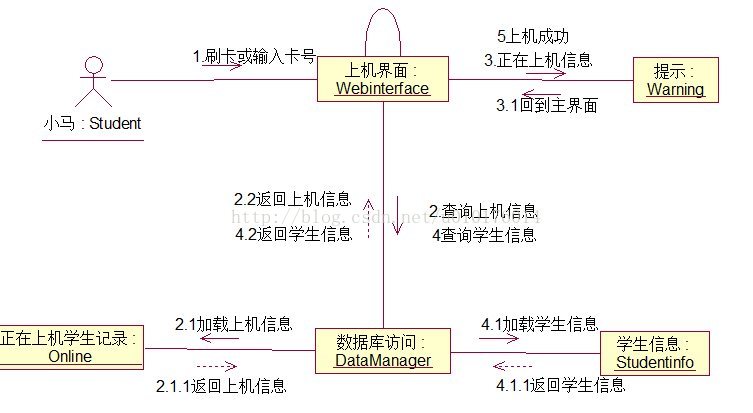 5上机成功
1.刷卡或输入卡号
3.正在上机信息
上机界面 :
Webinterface
提示 :
Warning
3.1回到主界面
小马 : Student
2.2返回上机信息
2.查询上机信息
4.2返回学生信息
4查询学生信息
2.1加载上机信息
4.1加载学生信息
正在上机学生记录 :
Online
数据库访问 :
DataManager
学生信息 :
Studentinfo
2.1.1返回上机信息
4.1.1返回学生信息